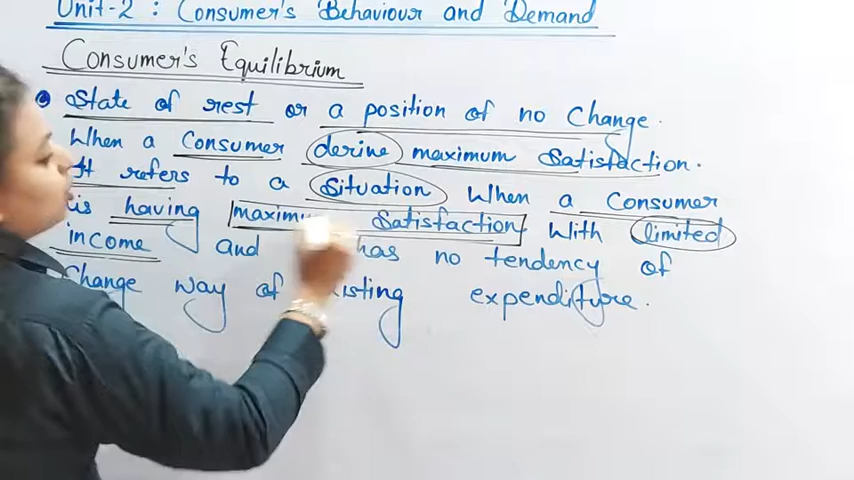 Unit-2 : Consumer's Behaviour and Demand
Consumer's Equilibrium
• State of rest or a position of no Change.
When a Consumer derive maximum Satisfaction.
It refers to a Situation When a Consumer
is having Satisfaction With limited
income and has no tendency of
Change way of expenditure.